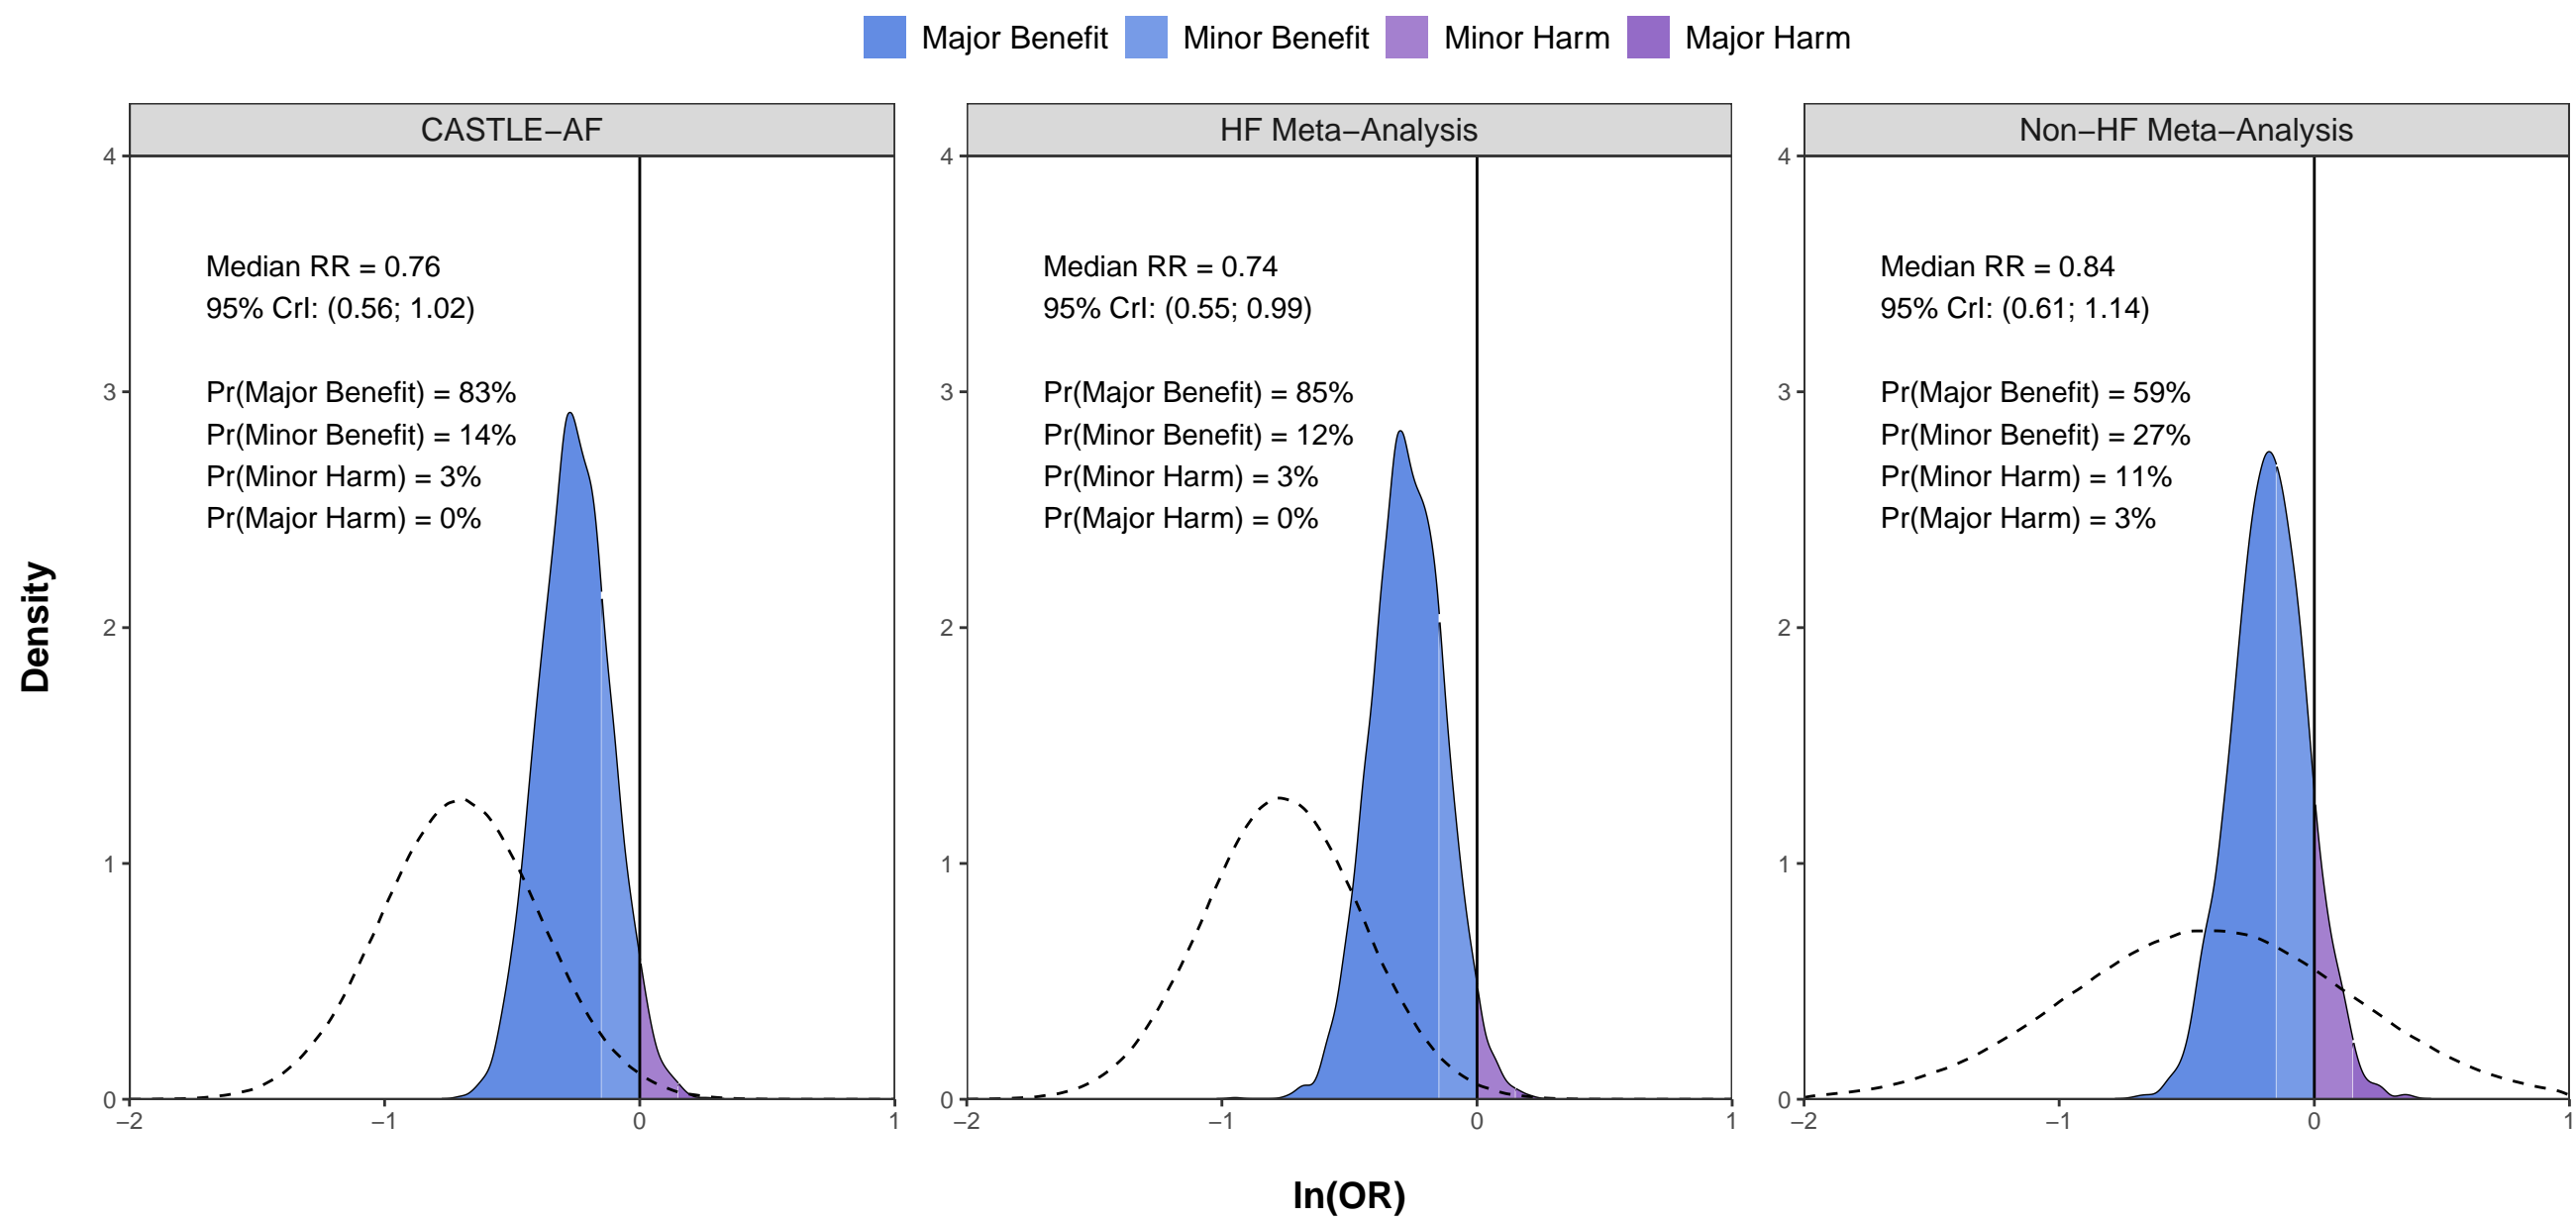 Major Benefit Minor Benefit Minor Harm Major Harm
CASTLE−AF
Median RR = 0.76
95% CrI: (0.56; 1.02)
Pr(Major Benefit) = 83%
Pr(Minor Benefit) = 14%
Pr(Minor Harm) = 3%
Pr(Major Harm) = 0%
HF Meta−Analysis
Median RR = 0.74
95% CrI: (0.55; 0.99)
Pr(Major Benefit) = 85%
Pr(Minor Benefit) = 12%
Pr(Minor Harm) = 3%
Pr(Major Harm) = 0%
Non−HF Meta−Analysis
Median RR = 0.84
95% CrI: (0.61; 1.14)
Pr(Major Benefit) = 59%
Pr(Minor Benefit) = 27%
Pr(Minor Harm) = 11%
Pr(Major Harm) = 3%
Density
4
3
2
1
0
4
3
2
1
0
4
3
2
1
0
−2 −1 0 1
−2 −1 0 1
−2 −1 0 1
ln(OR)